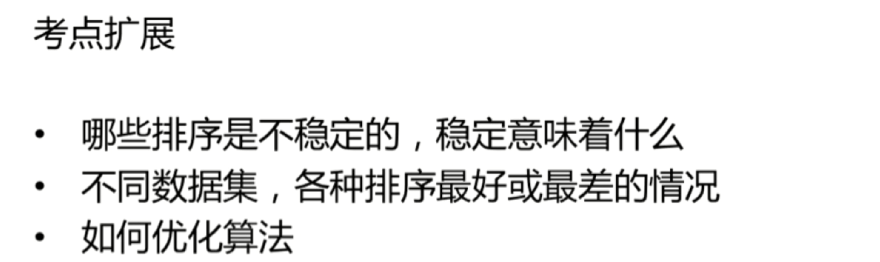 考点扩展
• 哪些排序是不稳定的，稳定意味着什么
• 不同数据集，各种排序最好或最差的情况
• 如何优化算法